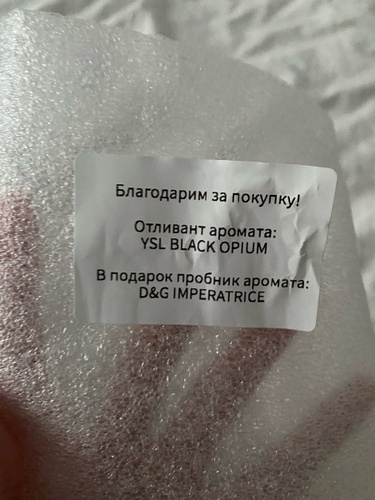 Благодарим за покупку!
Отливант аромата:
YSL BLACK OPIUM
В подарок пробник аромата:
D&G IMPERATRICE